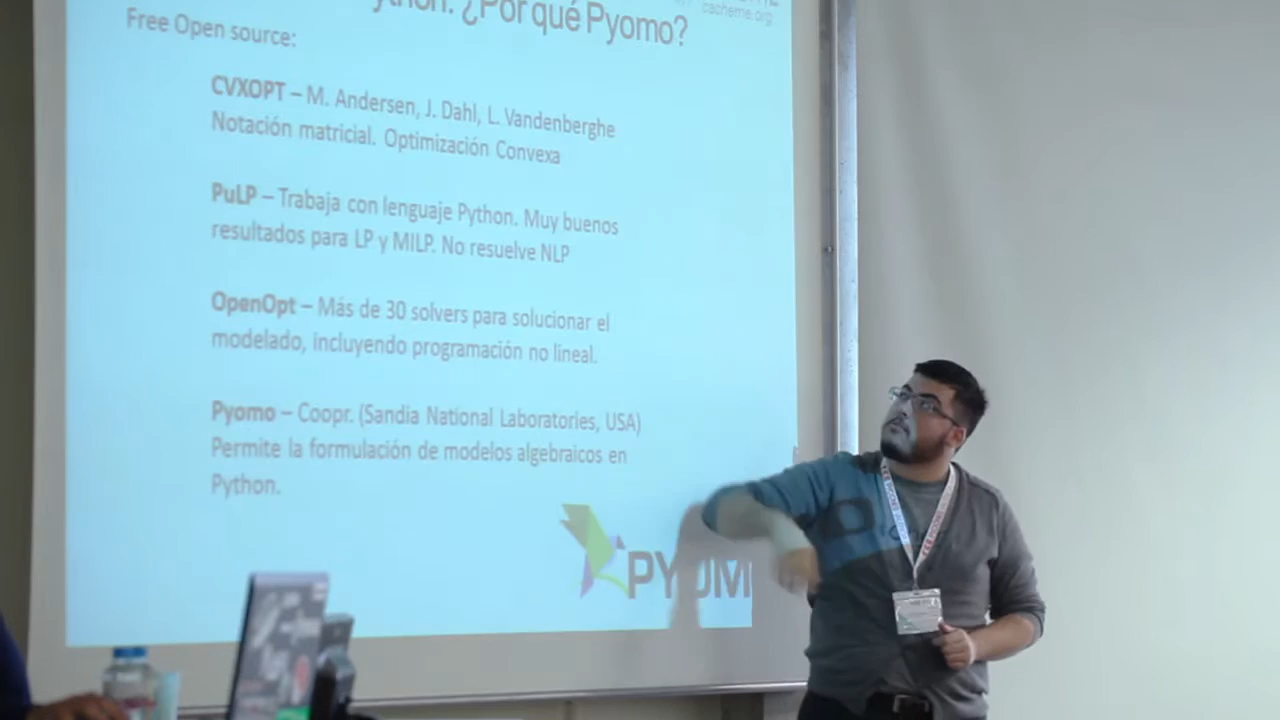 ython. ¿Por qué Pyomo?
cacheme.org
Free Open source:
CVXOPT – M. Andersen, J. Dahl, L. Vandenberghe
Notación matricial. Optimización Convexa
PuLP – Trabaja con lenguaje Python. Muy buenos
resultados para LP y MILP. No resuelve NLP
OpenOpt – Más de 30 solvers para solucionar el
modelado, incluyendo programación no lineal.
Pyomo – Coopr. (Sandia National Laboratories, USA)
Permite la formulación de modelos algebraicos en
Python.
PYOM